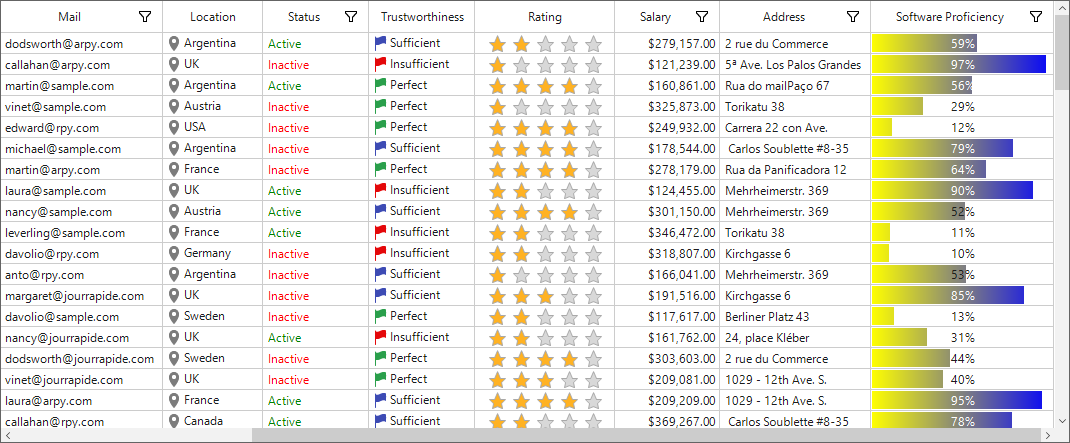 Mail Location Status Trustworthiness Rating Salary Address Software Proficiency
dodsworth@arpy.com Argentina Active Sufficient $279,157.00 2 rue du Commerce 59%
callahan@arpy.com UK Inactive Insufficient $121,239.00 5ª Ave. Los Palos Grandes 97%
martin@sample.com Argentina Active Perfect $160,861.00 Rua do mailPaço 67 56%
vinet@sample.com Austria Inactive Perfect $325,873.00 Torikatu 38 29%
edward@rpy.com USA Inactive Perfect $249,932.00 Carrera 22 con Ave. 12%
michael@sample.com Argentina Inactive Sufficient $178,544.00 Carlos Soublette #8-35 79%
martin@arpy.com France Inactive Perfect $278,179.00 Rua da Panificadora 12 64%
laura@sample.com UK Active Insufficient $124,455.00 Mehrheimerstr. 369 90%
nancy@sample.com Austria Active Sufficient $301,150.00 Mehrheimerstr. 369 52%
leverling@sample.com France Active Insufficient $346,472.00 Torikatu 38 11%
davolio@rpy.com Germany Inactive Insufficient $318,807.00 Kirchgasse 6 10%
anto@rpy.com Argentina Inactive Sufficient $166,041.00 Mehrheimerstr. 369 53%
margaret@jourrapide.com UK Active Sufficient $191,516.00 Kirchgasse 6 85%
davolio@sample.com Sweden Inactive Perfect $117,617.00 Berliner Platz 43 13%
nancy@jourrapide.com UK Active Insufficient $161,762.00 24, place Kléber 31%
dodsworth@jourrapide.com Sweden Inactive Perfect $303,603.00 2 rue du Commerce 44%
vinet@jourrapide.com UK Inactive Perfect $209,081.00 1029 - 12th Ave. S. 40%
laura@arpy.com France Active Sufficient $209,209.00 1029 - 12th Ave. S. 95%
callahan@rpy.com Canada Active Sufficient $369,267.00 Carlos Soublette #8-35 78%